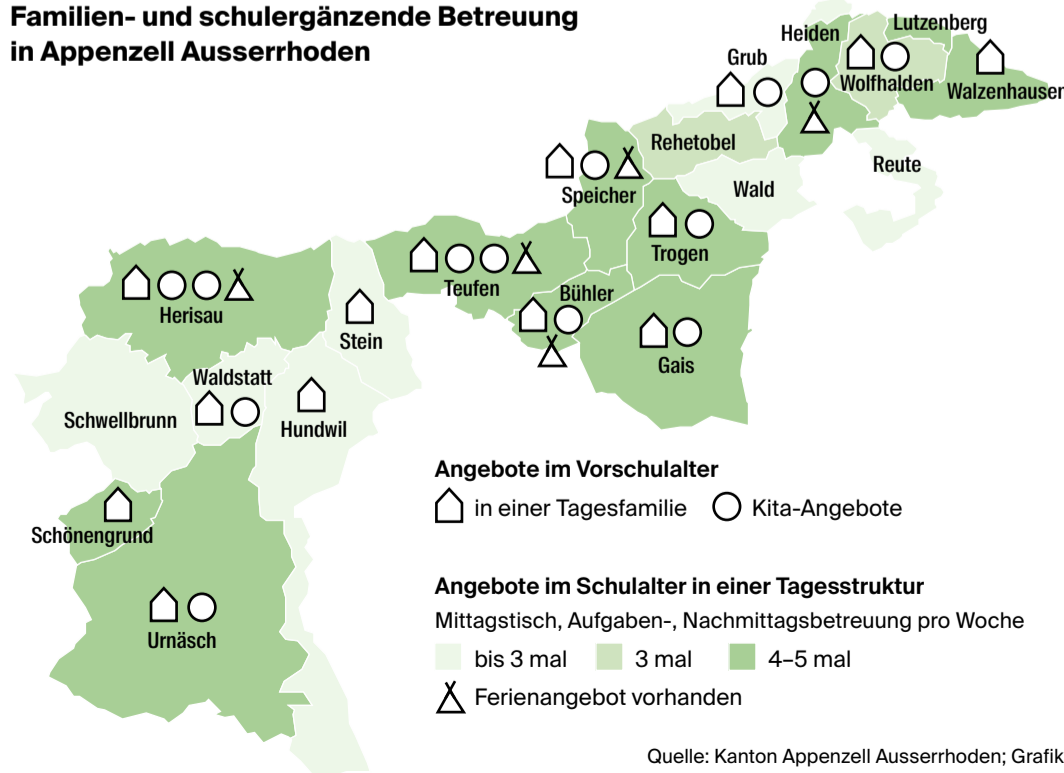 Familien- und schulergänzende Betreuung
in Appenzell Ausserrhoden
Lutzenberg
Heiden
Grub
Wolfhalden
Walzenhausen
Rehetobel
Reute
Speicher
Wald
Trogen
Teufen
Bühler
Herisau
Stein
Gais
Waldstatt
Schwellbrunn
Hundwil
Schönengrund
Urnäsch
Angebote im Vorschulalter
in einer Tagesfamilie
Kita-Angebote
Angebote im Schulalter in einer Tagesstruktur
Mittagstisch, Aufgaben-, Nachmittagsbetreuung pro Woche
bis 3 mal
3 mal
4–5 mal
Ferienangebot vorhanden
Quelle: Kanton Appenzell Ausserrhoden; Grafik